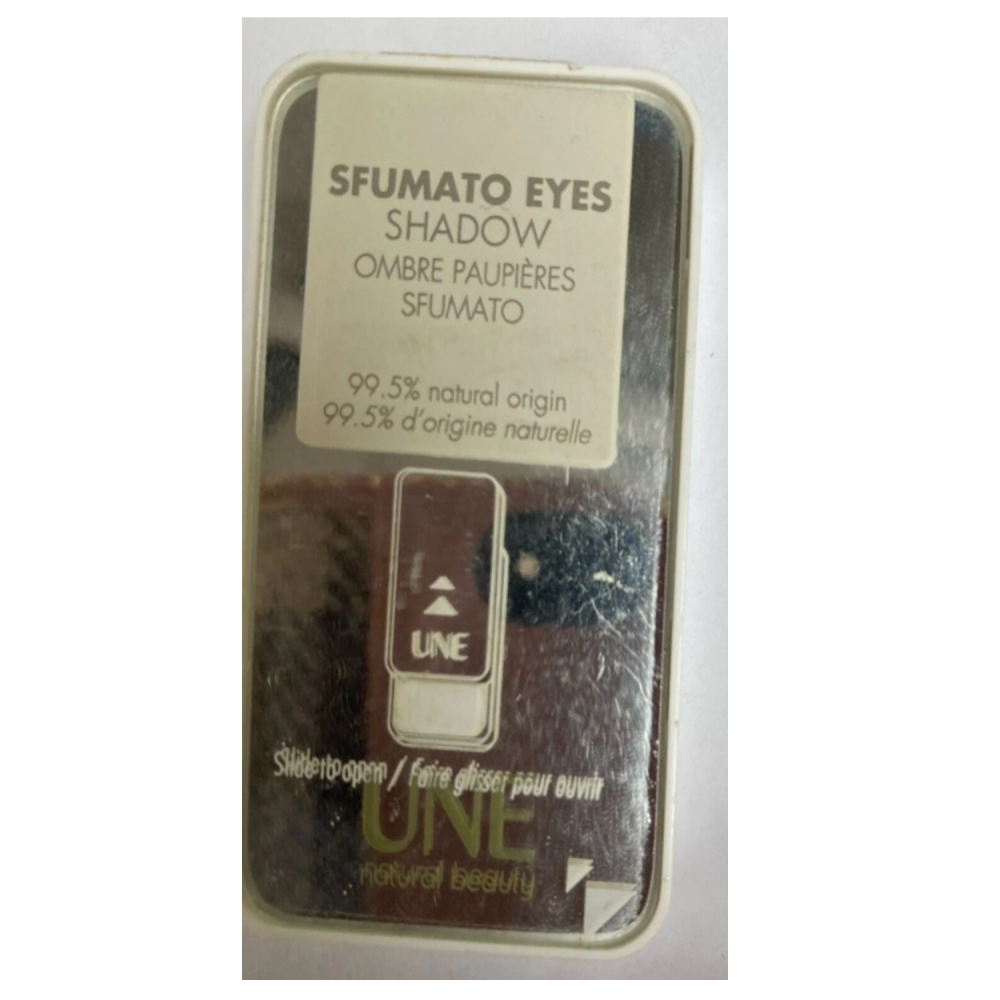 SFUMATO EYES
SHADOW
OMBRE PAUPIÈRES
SFUMATO
99.5% natural origin
99.5% d'origine naturelle
UNE
Slide to open / Faire glisser pour ouvrir
UNE
natural beauty